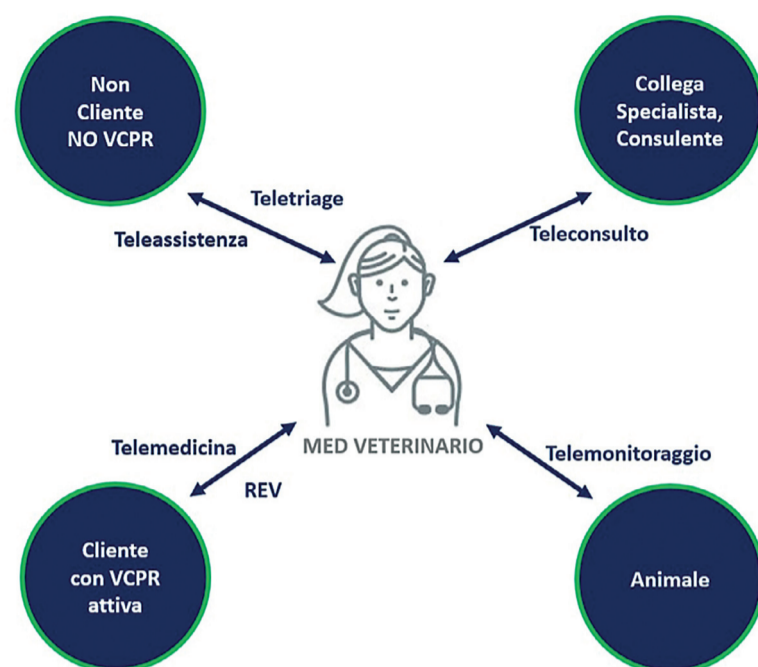 Non
Cliente
NO VCPR
Collega
Specialista,
Consulente
Teletriage
Teleassistenza
Teleconsulto
Telemedicina
MED VETERINARIO
Telemonitoraggio
REV
Cliente
con VCPR
attiva
Animale